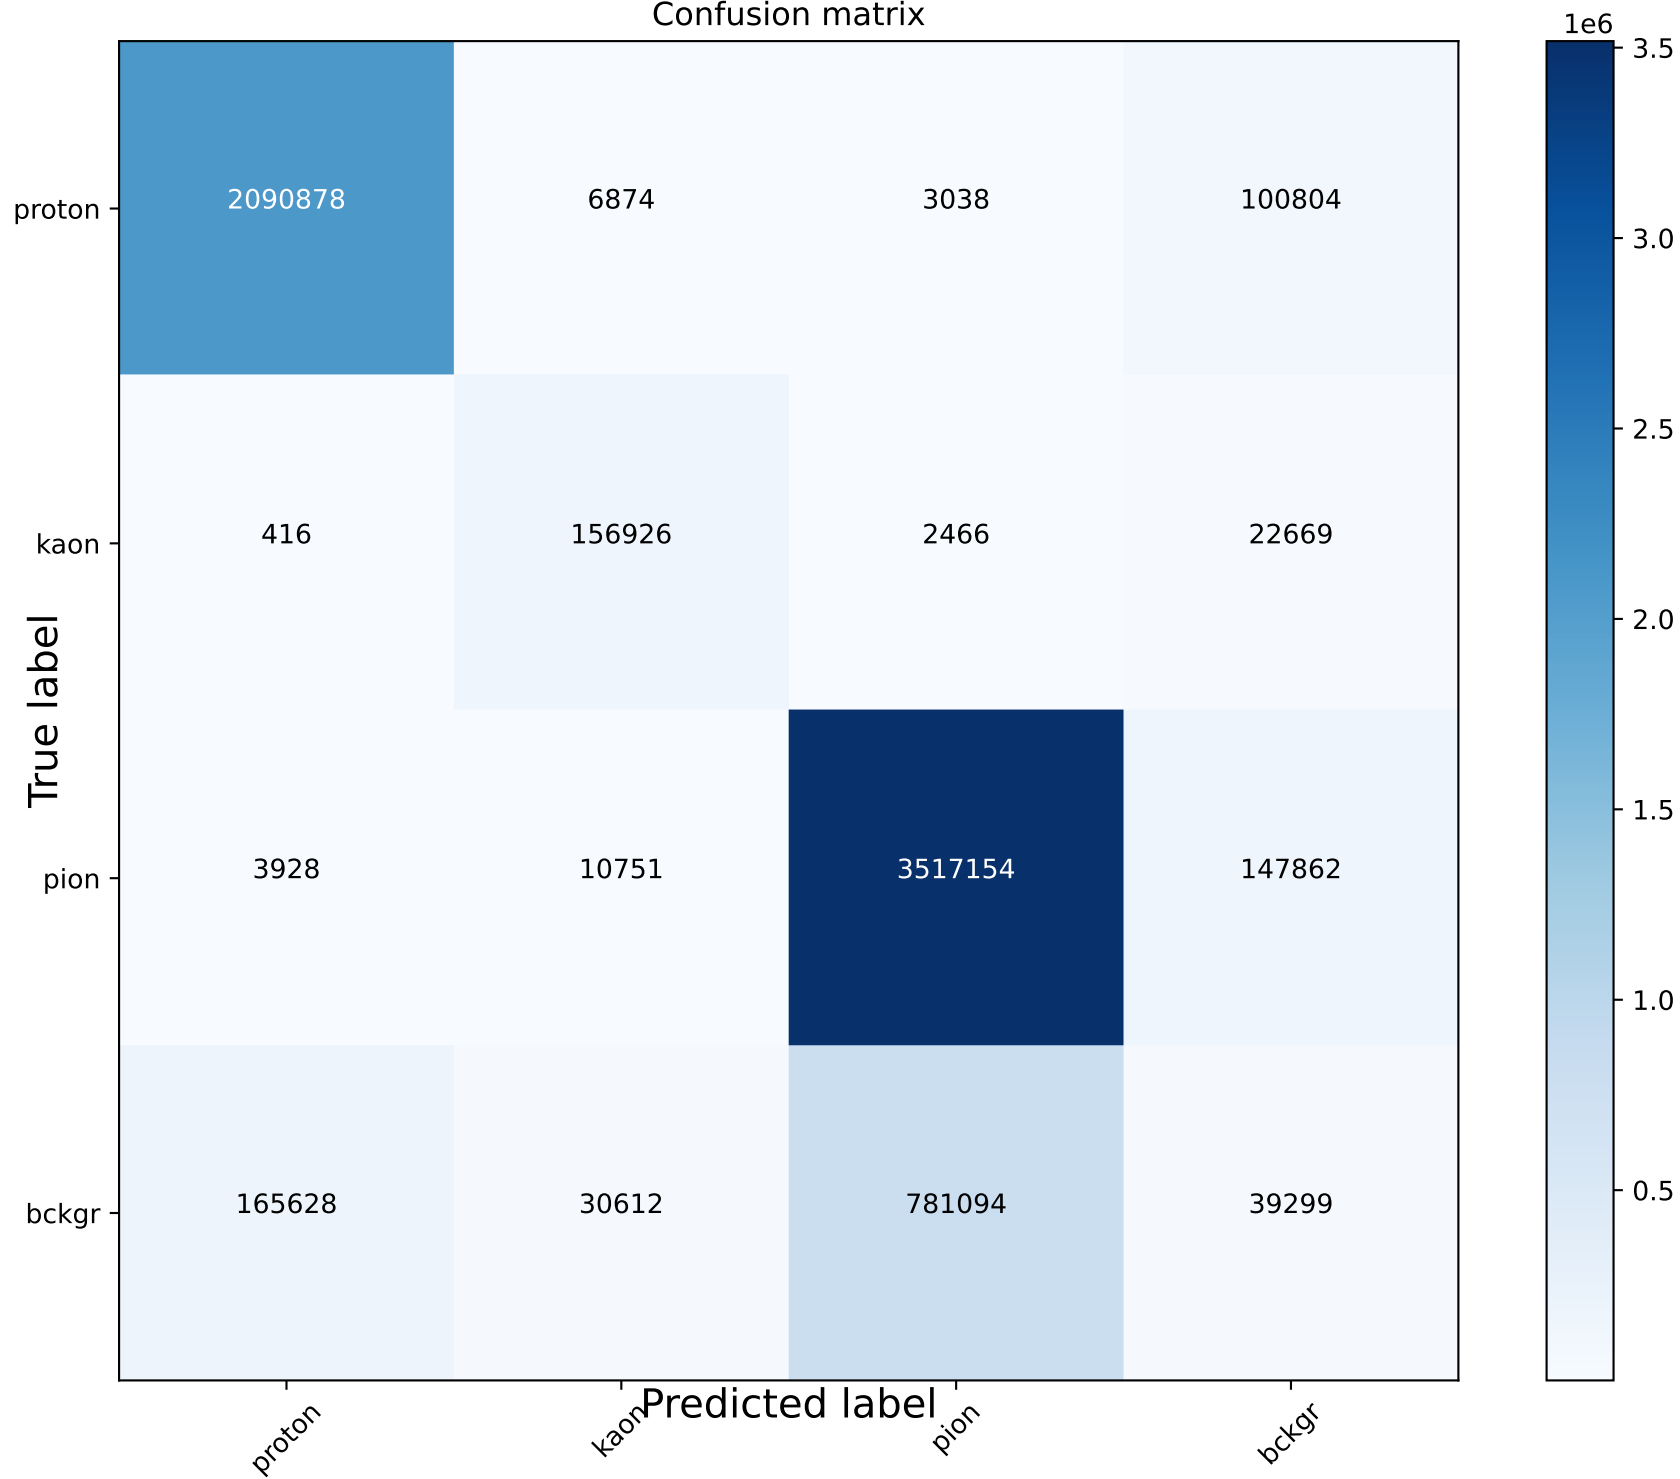 Confusion matrix
1e6
proton 2090878 6874 3038 100804
kaon 416 156926 2466 22669
pion 3928 10751 3517154 147862
bckgr 165628 30612 781094 39299
True label
proton kaon pion bckgr
Predicted label
3.5
3.0
2.5
2.0
1.5
1.0
0.5